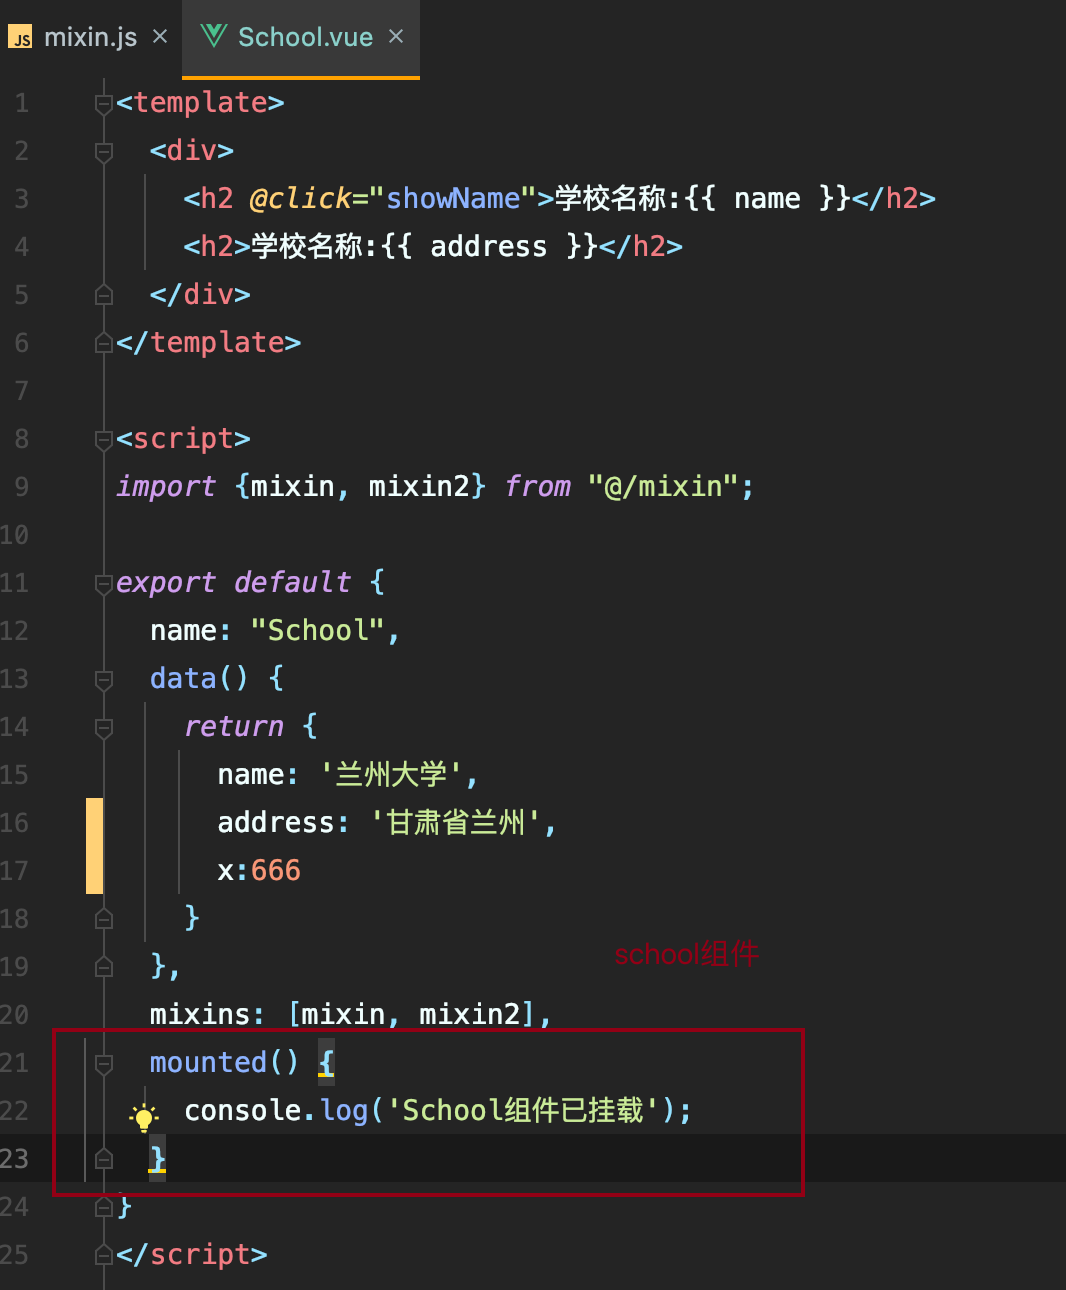 JS mixin.js × School.vue ×
1 <template>
2 <div>
3 <h2 @click="showName">学校名称:{{ name }}</h2>
4 <h2>学校名称:{{ address }}</h2>
5 </div>
6 </template>
7
8 <script>
9 import {mixin, mixin2} from "@/mixin";
10
11 export default {
12 name: "School",
13 data() {
14 return {
15 name: '兰州大学',
16 address: '甘肃省兰州',
17 x:666
18 }
school组件
19 },
20 mixins: [mixin, mixin2],
21 mounted() {
22 console.log('School组件已挂载');
23 }
24 }
25 </script>